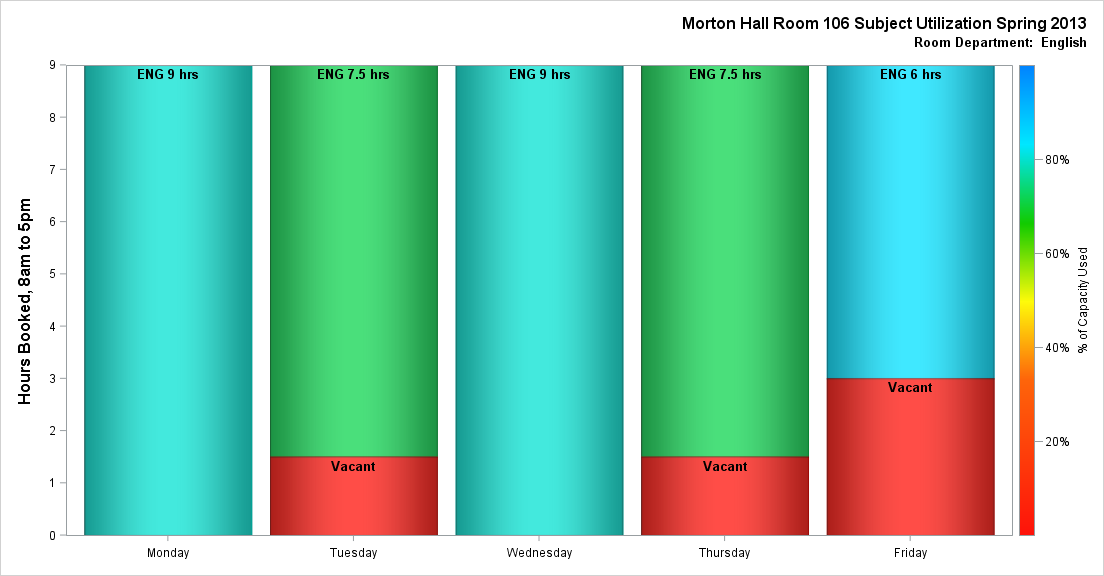 Morton Hall Room 106 Subject Utilization Spring 2013
Room Department: English
Hours Booked, 8am to 5pm
9
8
7
6
5
4
3
2
1
0
ENG 9 hrs
ENG 7.5 hrs
Vacant
ENG 9 hrs
ENG 7.5 hrs
Vacant
ENG 6 hrs
Vacant
Monday
Tuesday
Wednesday
Thursday
Friday
80%
60%
40%
20%
% of Capacity Used